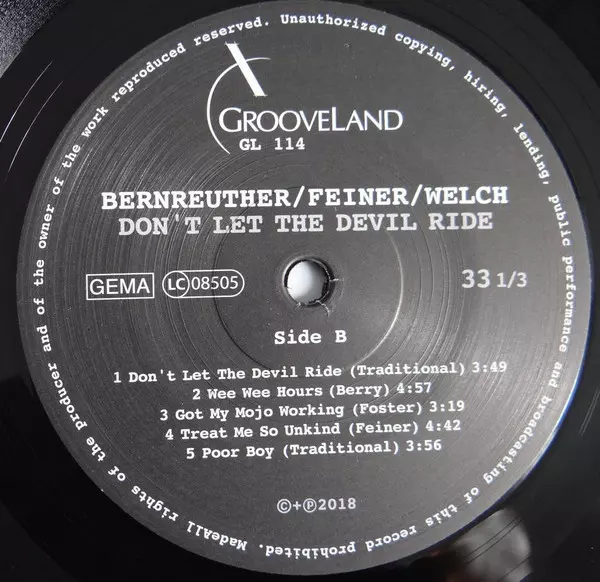 GROOVELAND
GL 114
BERNREUTHER/FEINER/WELCH
DON'T LET THE DEVIL RIDE
GEMA LC 08505 33 1/3
Side B
1 Don't Let The Devil Ride (Traditional) 3:49
2 Wee Wee Hours (Berry) 4:57
3 Got My Mojo Working (Foster) 3:19
4 Treat Me So Unkind (Feiner) 4:42
5 Poor Boy (Traditional) 3:56
©+℗2018
MadeAll rights of the producer and of the owner of the work reproduced reserved. Unauthorized copying, hiring, lending, public performance and broadcasting of this record prohibited.